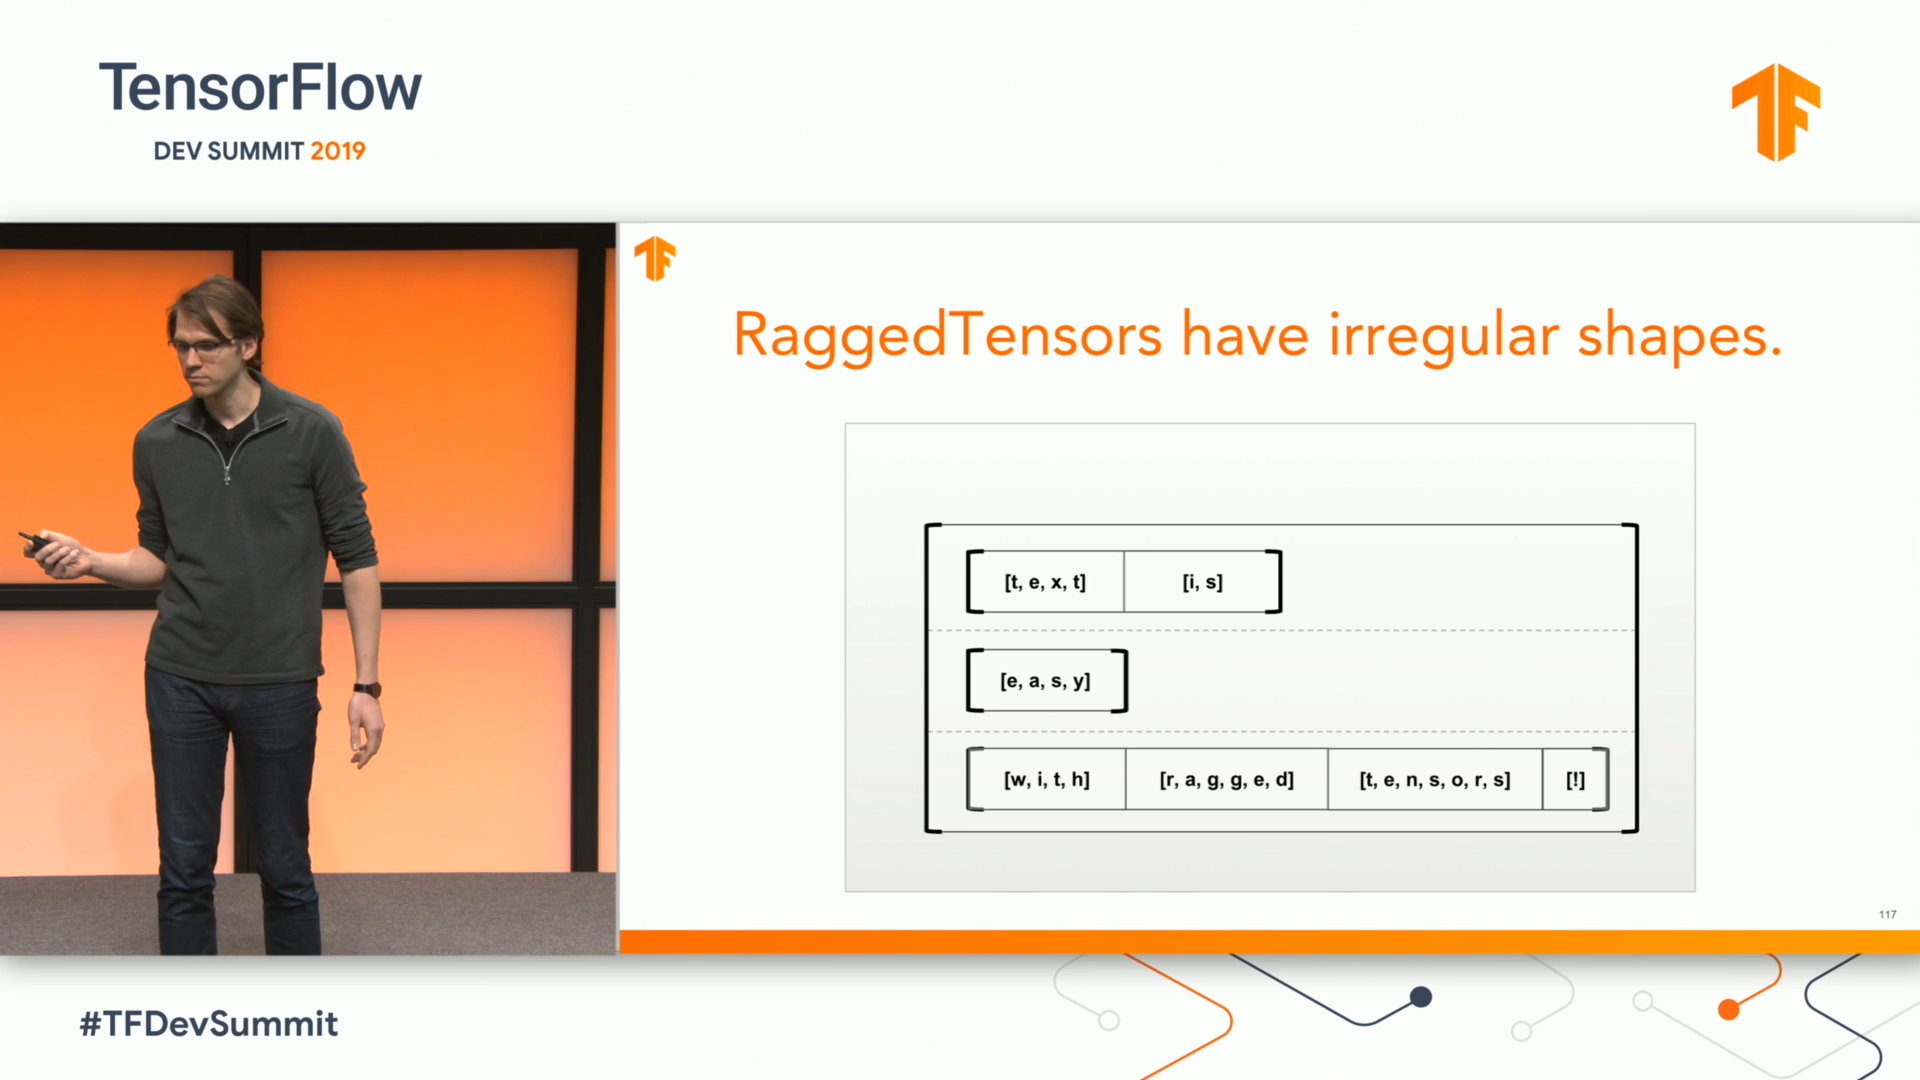 TensorFlow
DEV SUMMIT 2019
RaggedTensors have irregular shapes.
[t, e, x, t] [i, s]
[e, a, s, y]
[w, i, t, h] [r, a, g, g, e, d] [t, e, n, s, o, r, s] [!]
117
#TFDevSummit